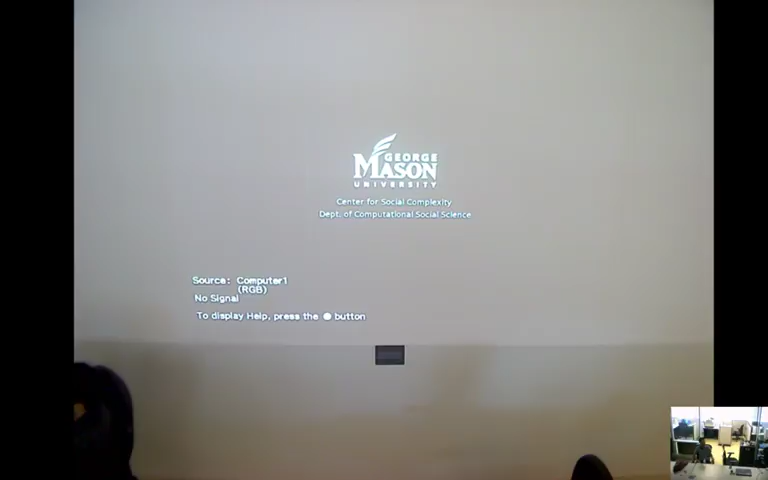 GEORGE
MASON
UNIVERSITY
Center for Social Complexity
Dept. of Computational Social Science
Source: Computer1
(RGB)
No Signal
To display Help, press the button